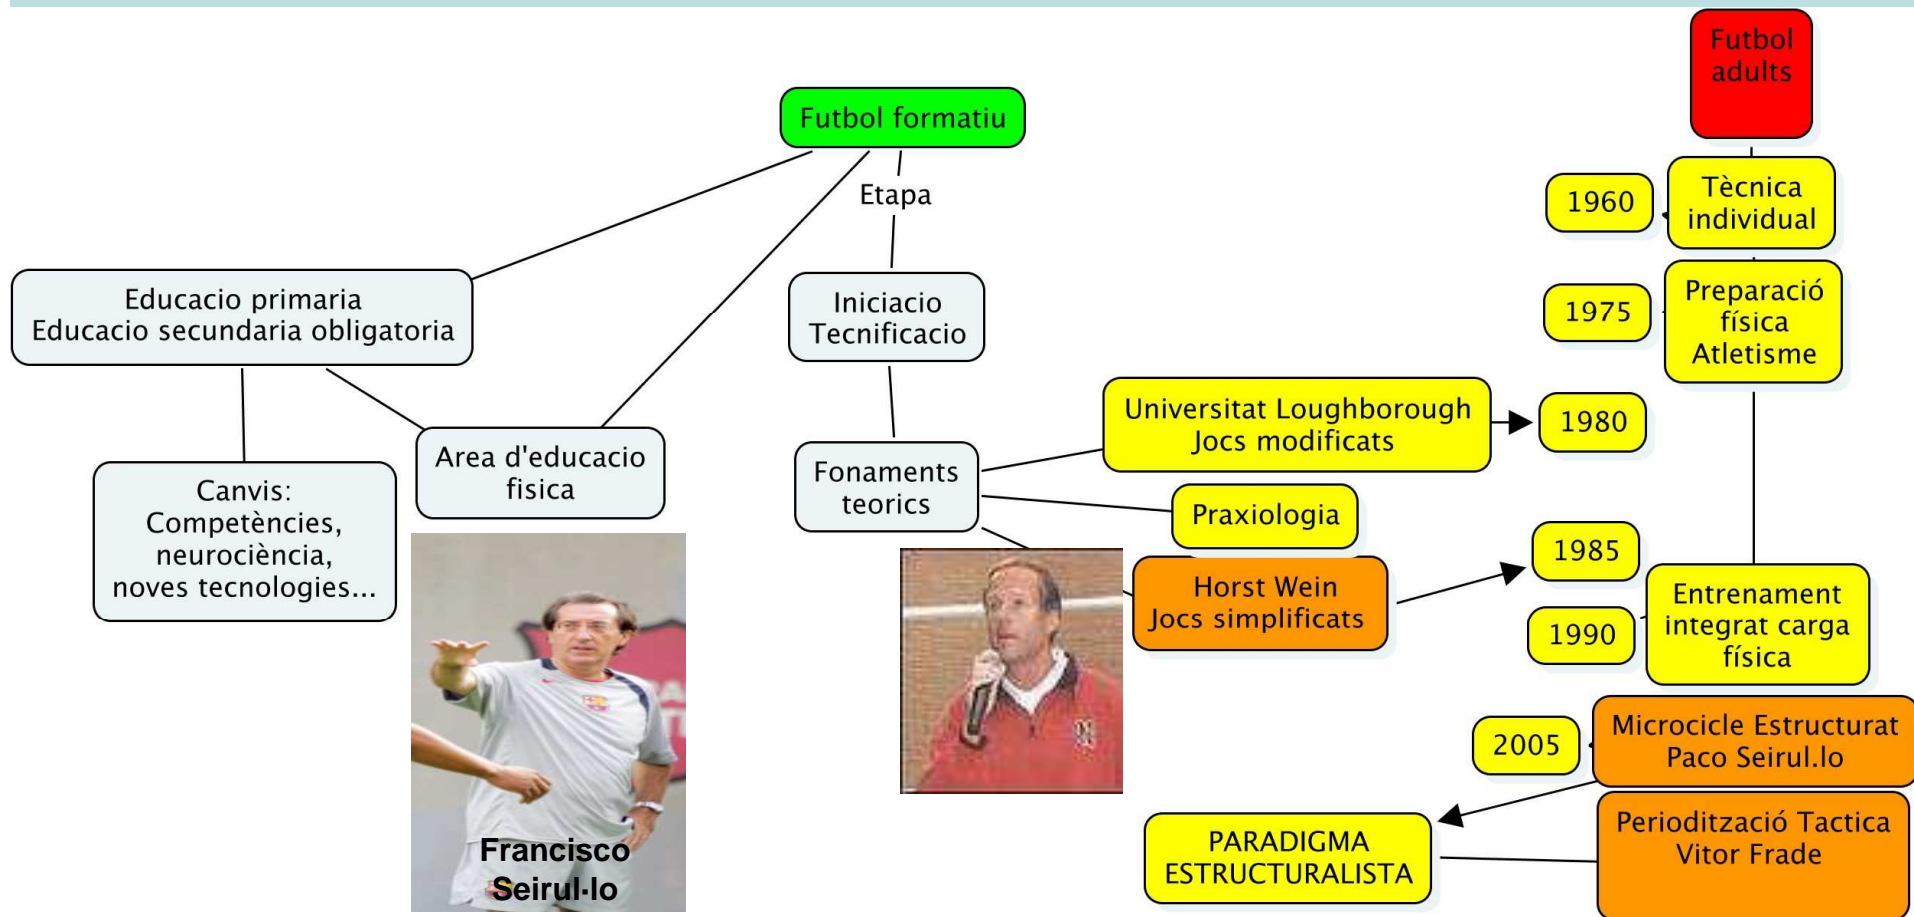 Futbol
adults
Futbol formatiu
Etapa
1960
Tècnica
individual
Educacio primaria
Educacio secundaria obligatoria
Iniciacio
Tecnificacio
1975
Preparació
física
Atletisme
Universitat Loughborough
Jocs modificats
1980
Area d'educacio
fisica
Fonaments
teorics
Canvis:
Competències,
neurociència,
noves tecnologies...
Praxiologia
1985
Horst Wein
Jocs simplificats
1990
Entrenament
integrat carga
física
2005
Microcicle Estructurat
Paco Seirul.lo
PARADIGMA
ESTRUCTURALISTA
Periodització Tactica
Vitor Frade
Francisco
Seirul·lo